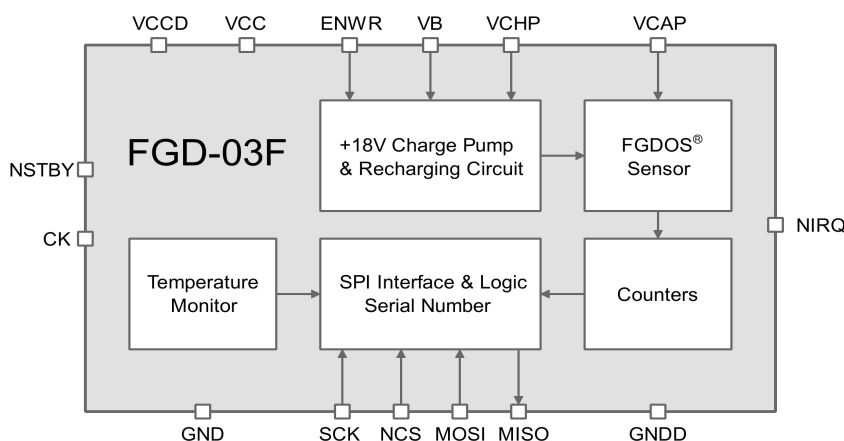 VCCD VCC ENWR VB VCHP VCAP
FGD-03F
+18V Charge Pump
& Recharging Circuit
FGDOS®
Sensor
NSTBY
NIRQ
CK
Temperature
Monitor
SPI Interface & Logic
Serial Number
Counters
GND SCK NCS MOSI MISO GNDD